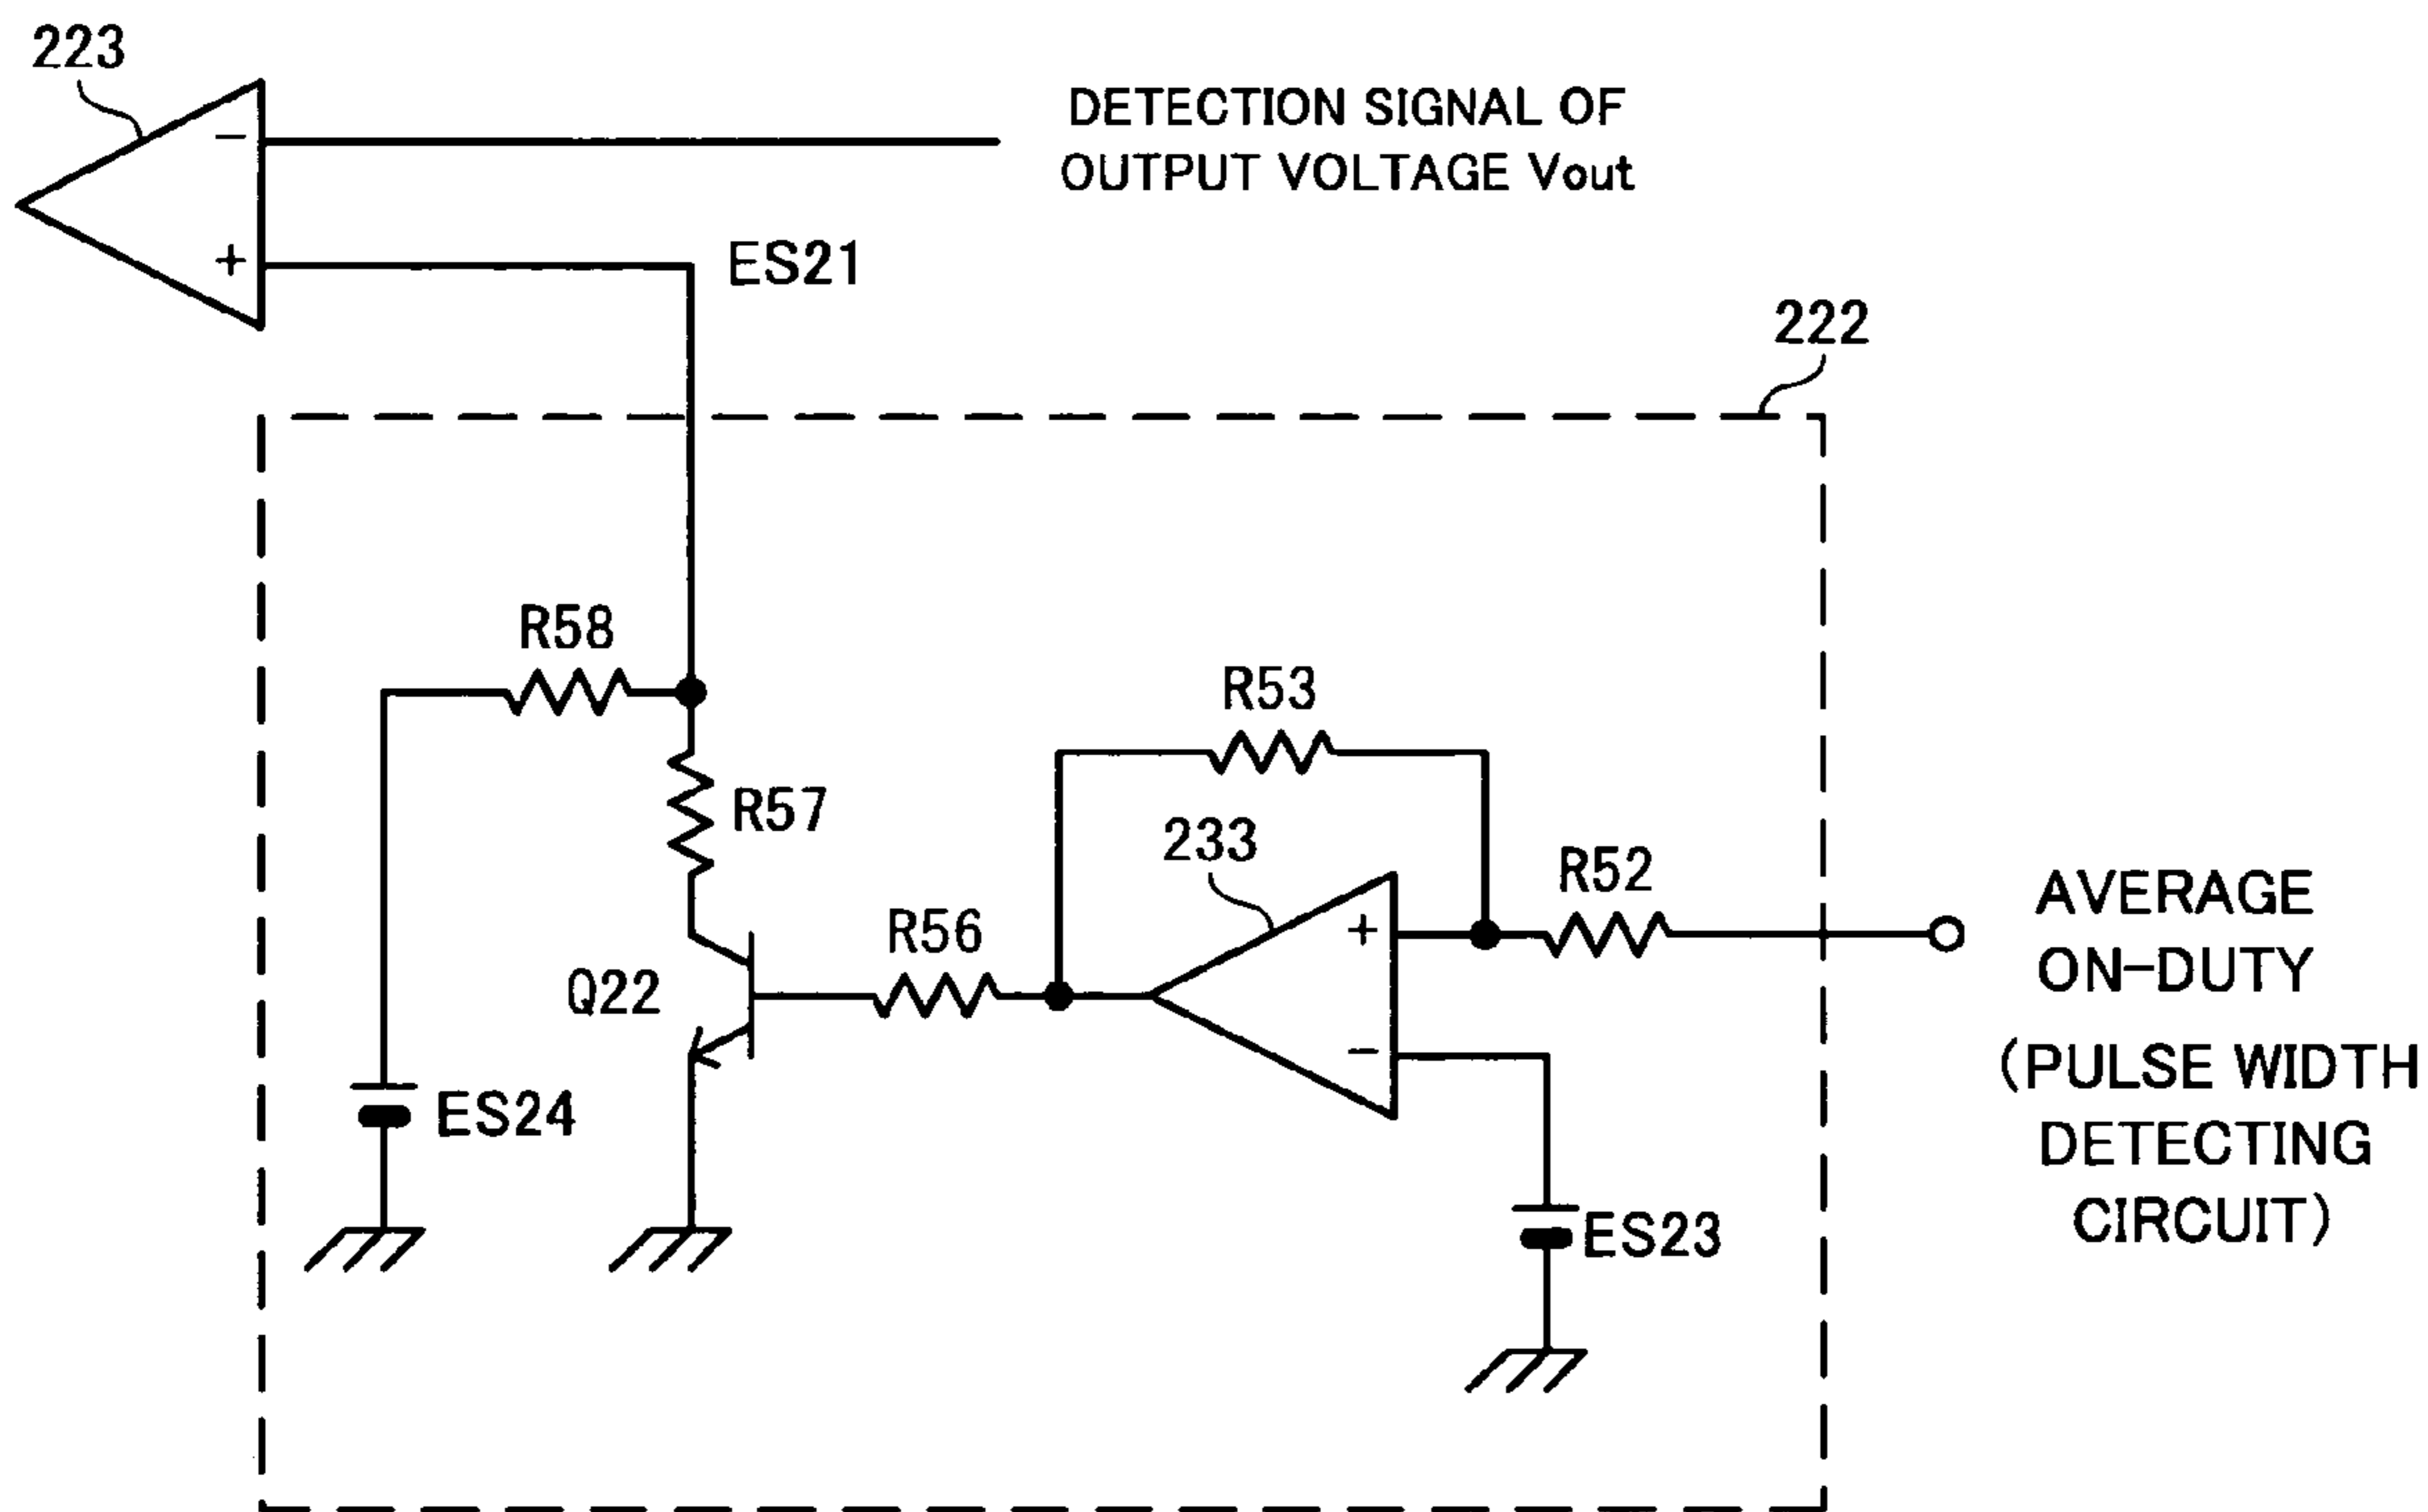 223
DETECTION SIGNAL OF
OUTPUT VOLTAGE Vout
−
+
ES21
222
R58
R53
R57
233
R52
R56
+
−
Q22
ES24
ES23
AVERAGE
ON-DUTY
(PULSE WIDTH
DETECTING
CIRCUIT)